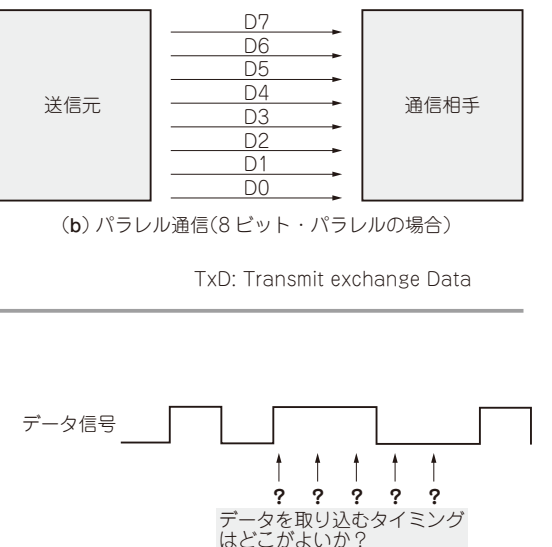 D7
D6
D5
D4
D3
D2
D1
D0
送信元
通信相手
(b) パラレル通信(8 ビット・パラレルの場合)
TxD: Transmit exchange Data
データ信号
? ? ? ? ?
データを取り込むタイミング
はどこがよいか？